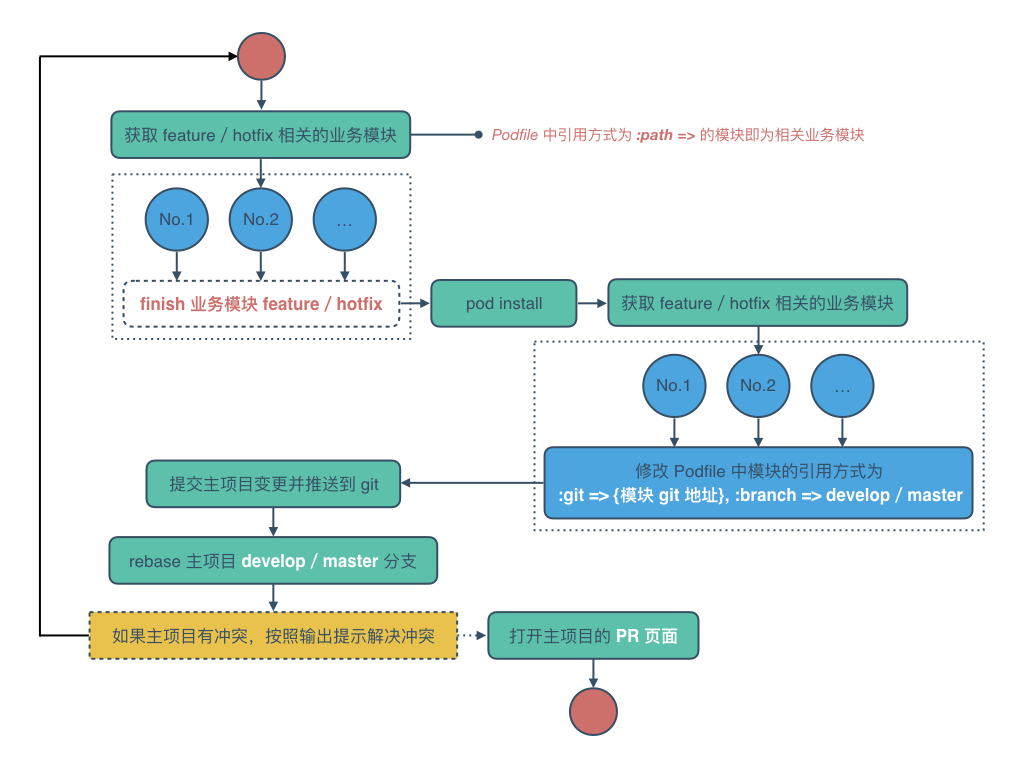 获取 feature / hotfix 相关的业务模块
Podfile 中引用方式为 :path => 的模块即为相关业务模块
No.1
No.2
...
finish 业务模块 feature / hotfix
pod install
获取 feature / hotfix 相关的业务模块
No.1
No.2
...
修改 Podfile 中模块的引用方式为
:git => {模块 git 地址}, :branch => develop / master
提交主项目变更并推送到 git
rebase 主项目 develop / master 分支
如果主项目有冲突，按照输出提示解决冲突
打开主项目的 PR 页面